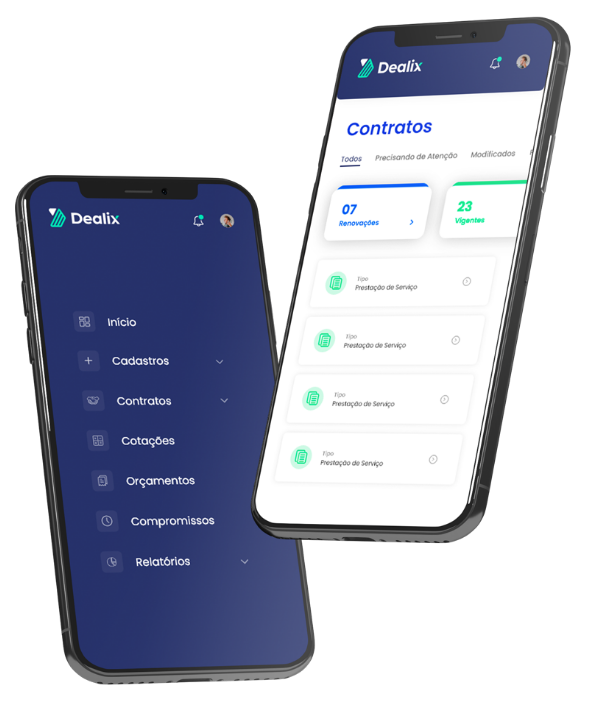 Dealix
Início
Cadastros
Contratos
Cotações
Orçamentos
Compromissos
Relatórios
Dealix
Contratos
Todos Precisando de Atenção Modificados
07
Renovações
23
Vigentes
Tipo
Prestação de Serviço
Tipo
Prestação de Serviço
Tipo
Prestação de Serviço
Tipo
Prestação de Serviço